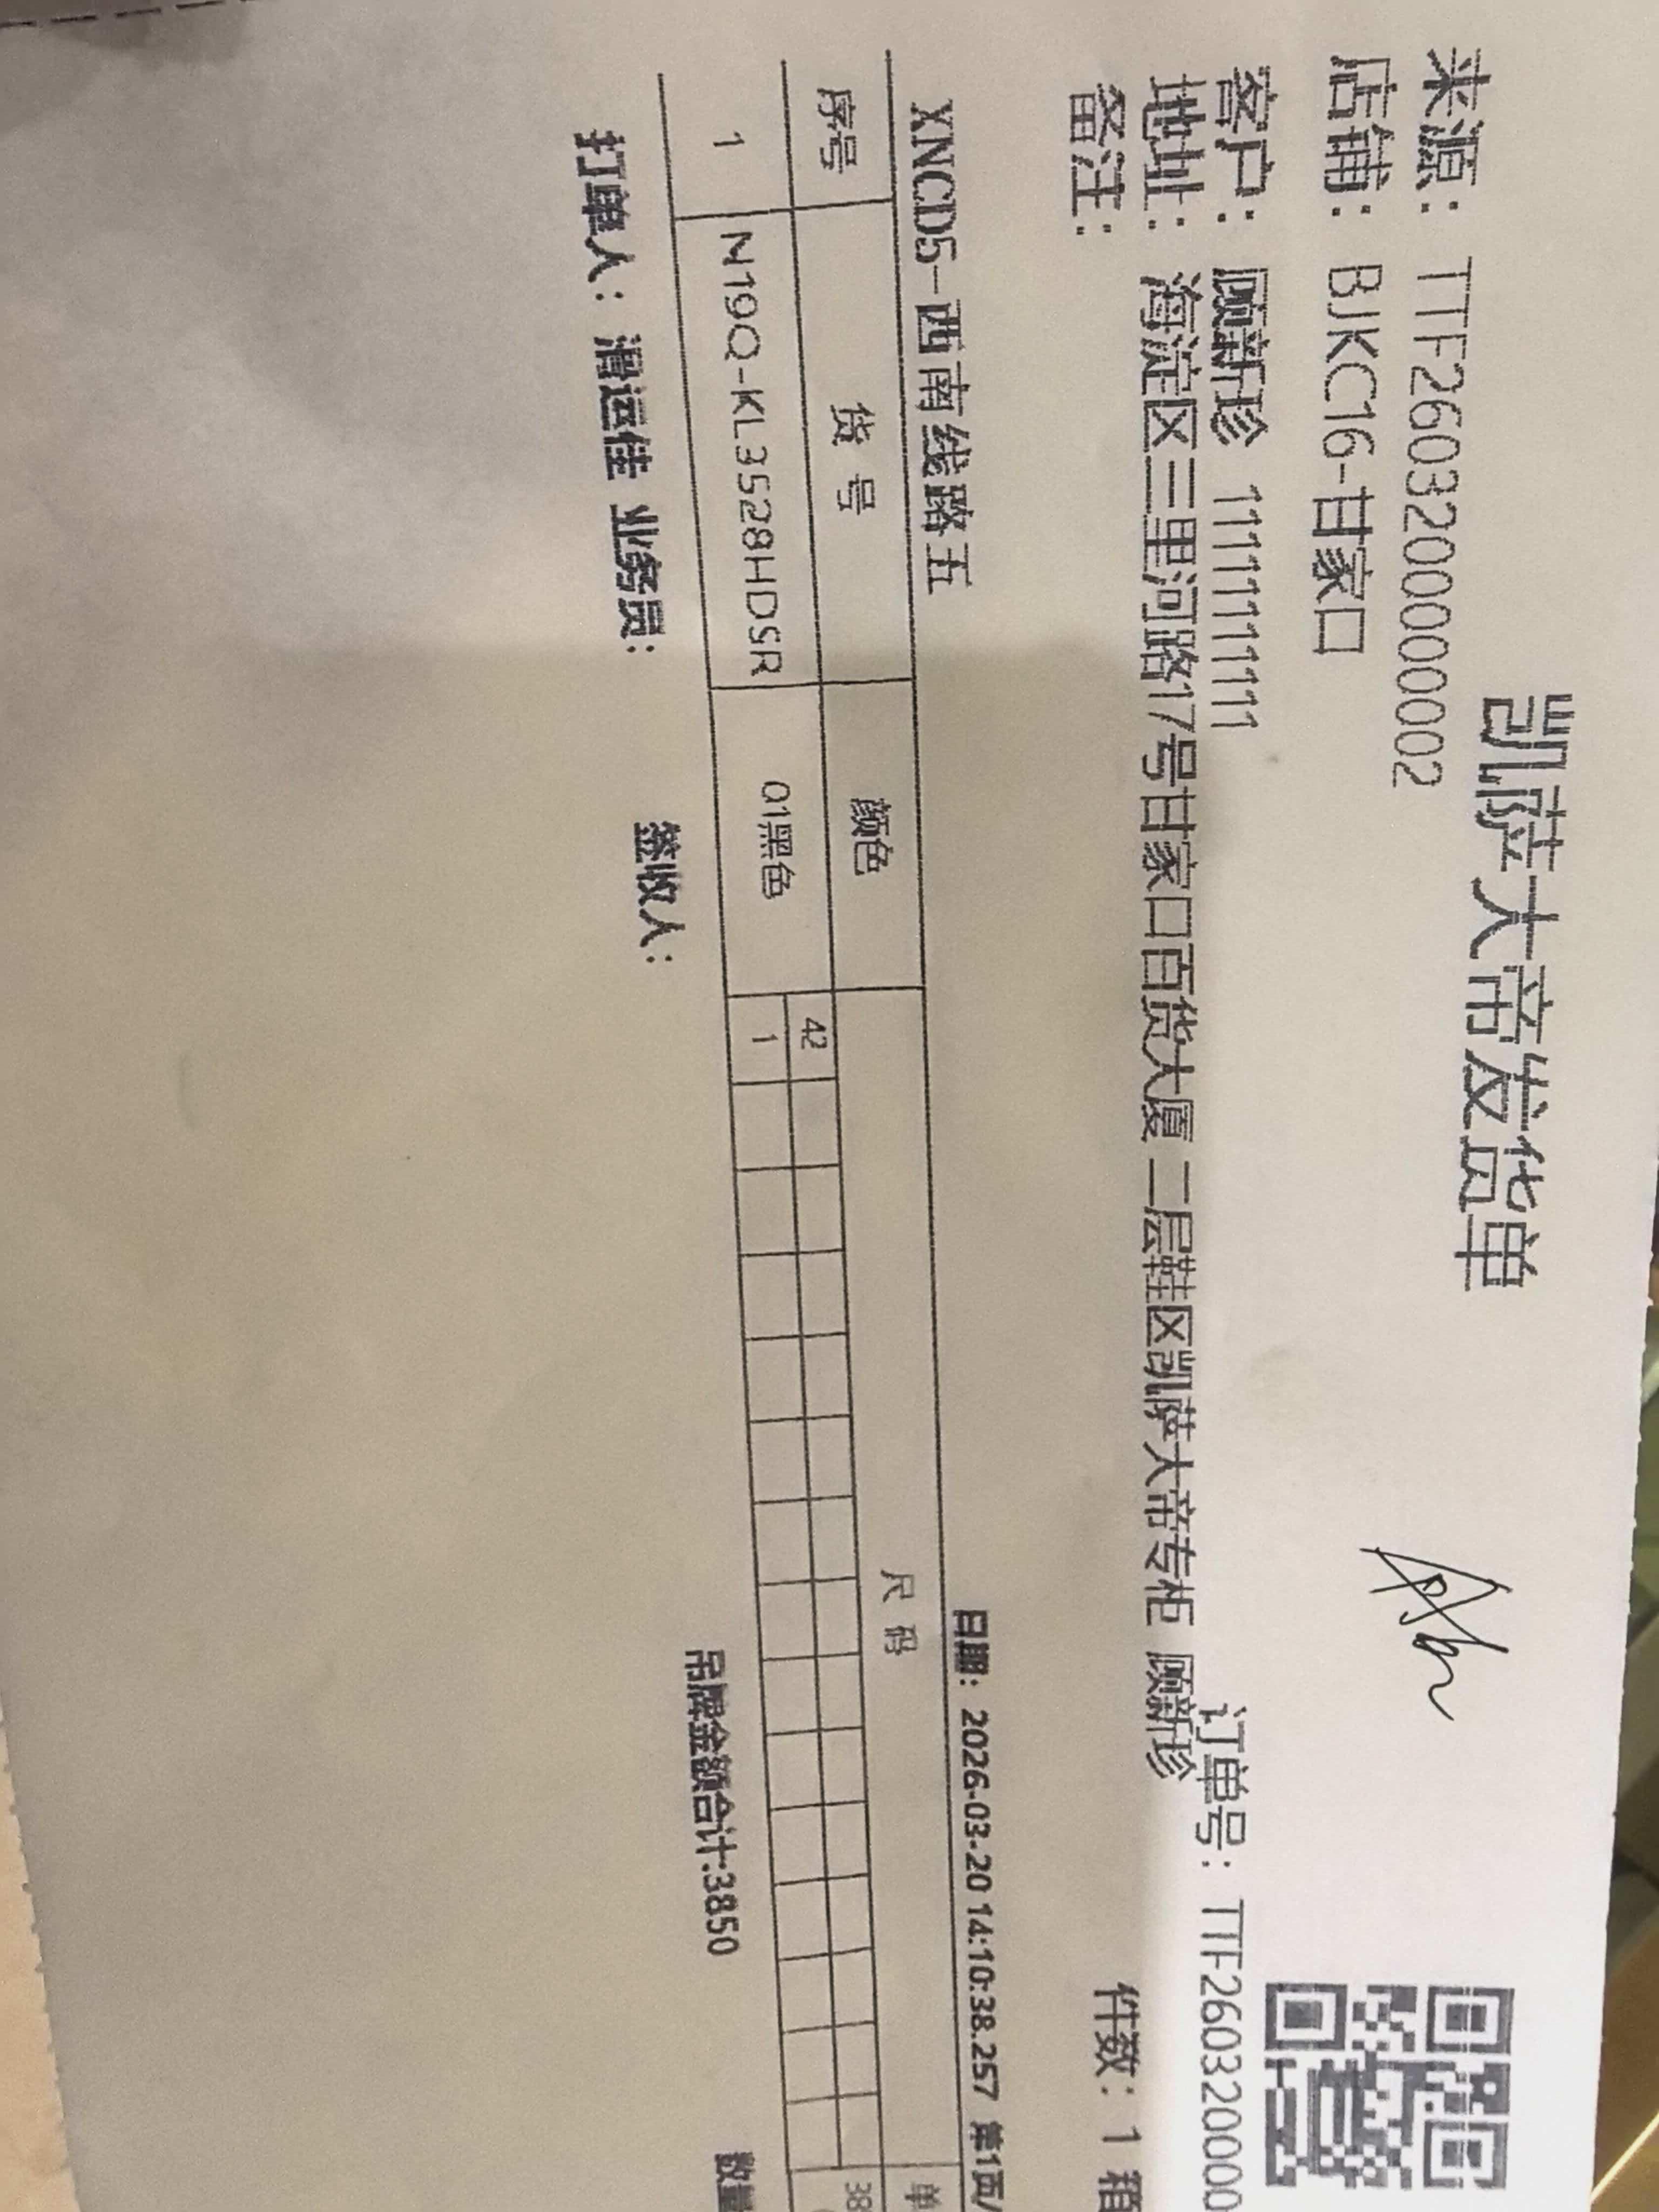 凯萨大帝发货单
来源：TTF260320000002
店铺：BJKC16-甘家口
订单号：TTF26032000
客户：顾新珍 11111111111
地址：海淀区三里河路17号甘家口百货大厦 二层鞋区凯萨大帝专柜 顾新珍
备注：
件数：1 箱
XNCD5-西南线路五
日期：2026-03-20 14:10:38.257 第1页/
序号 货号 颜色 尺码 单
42
1 N19Q-KL3528HDSR 01黑色 1 38
打单人：滑运佳 业务员： 签收人： 吊牌金额合计:3850 数量